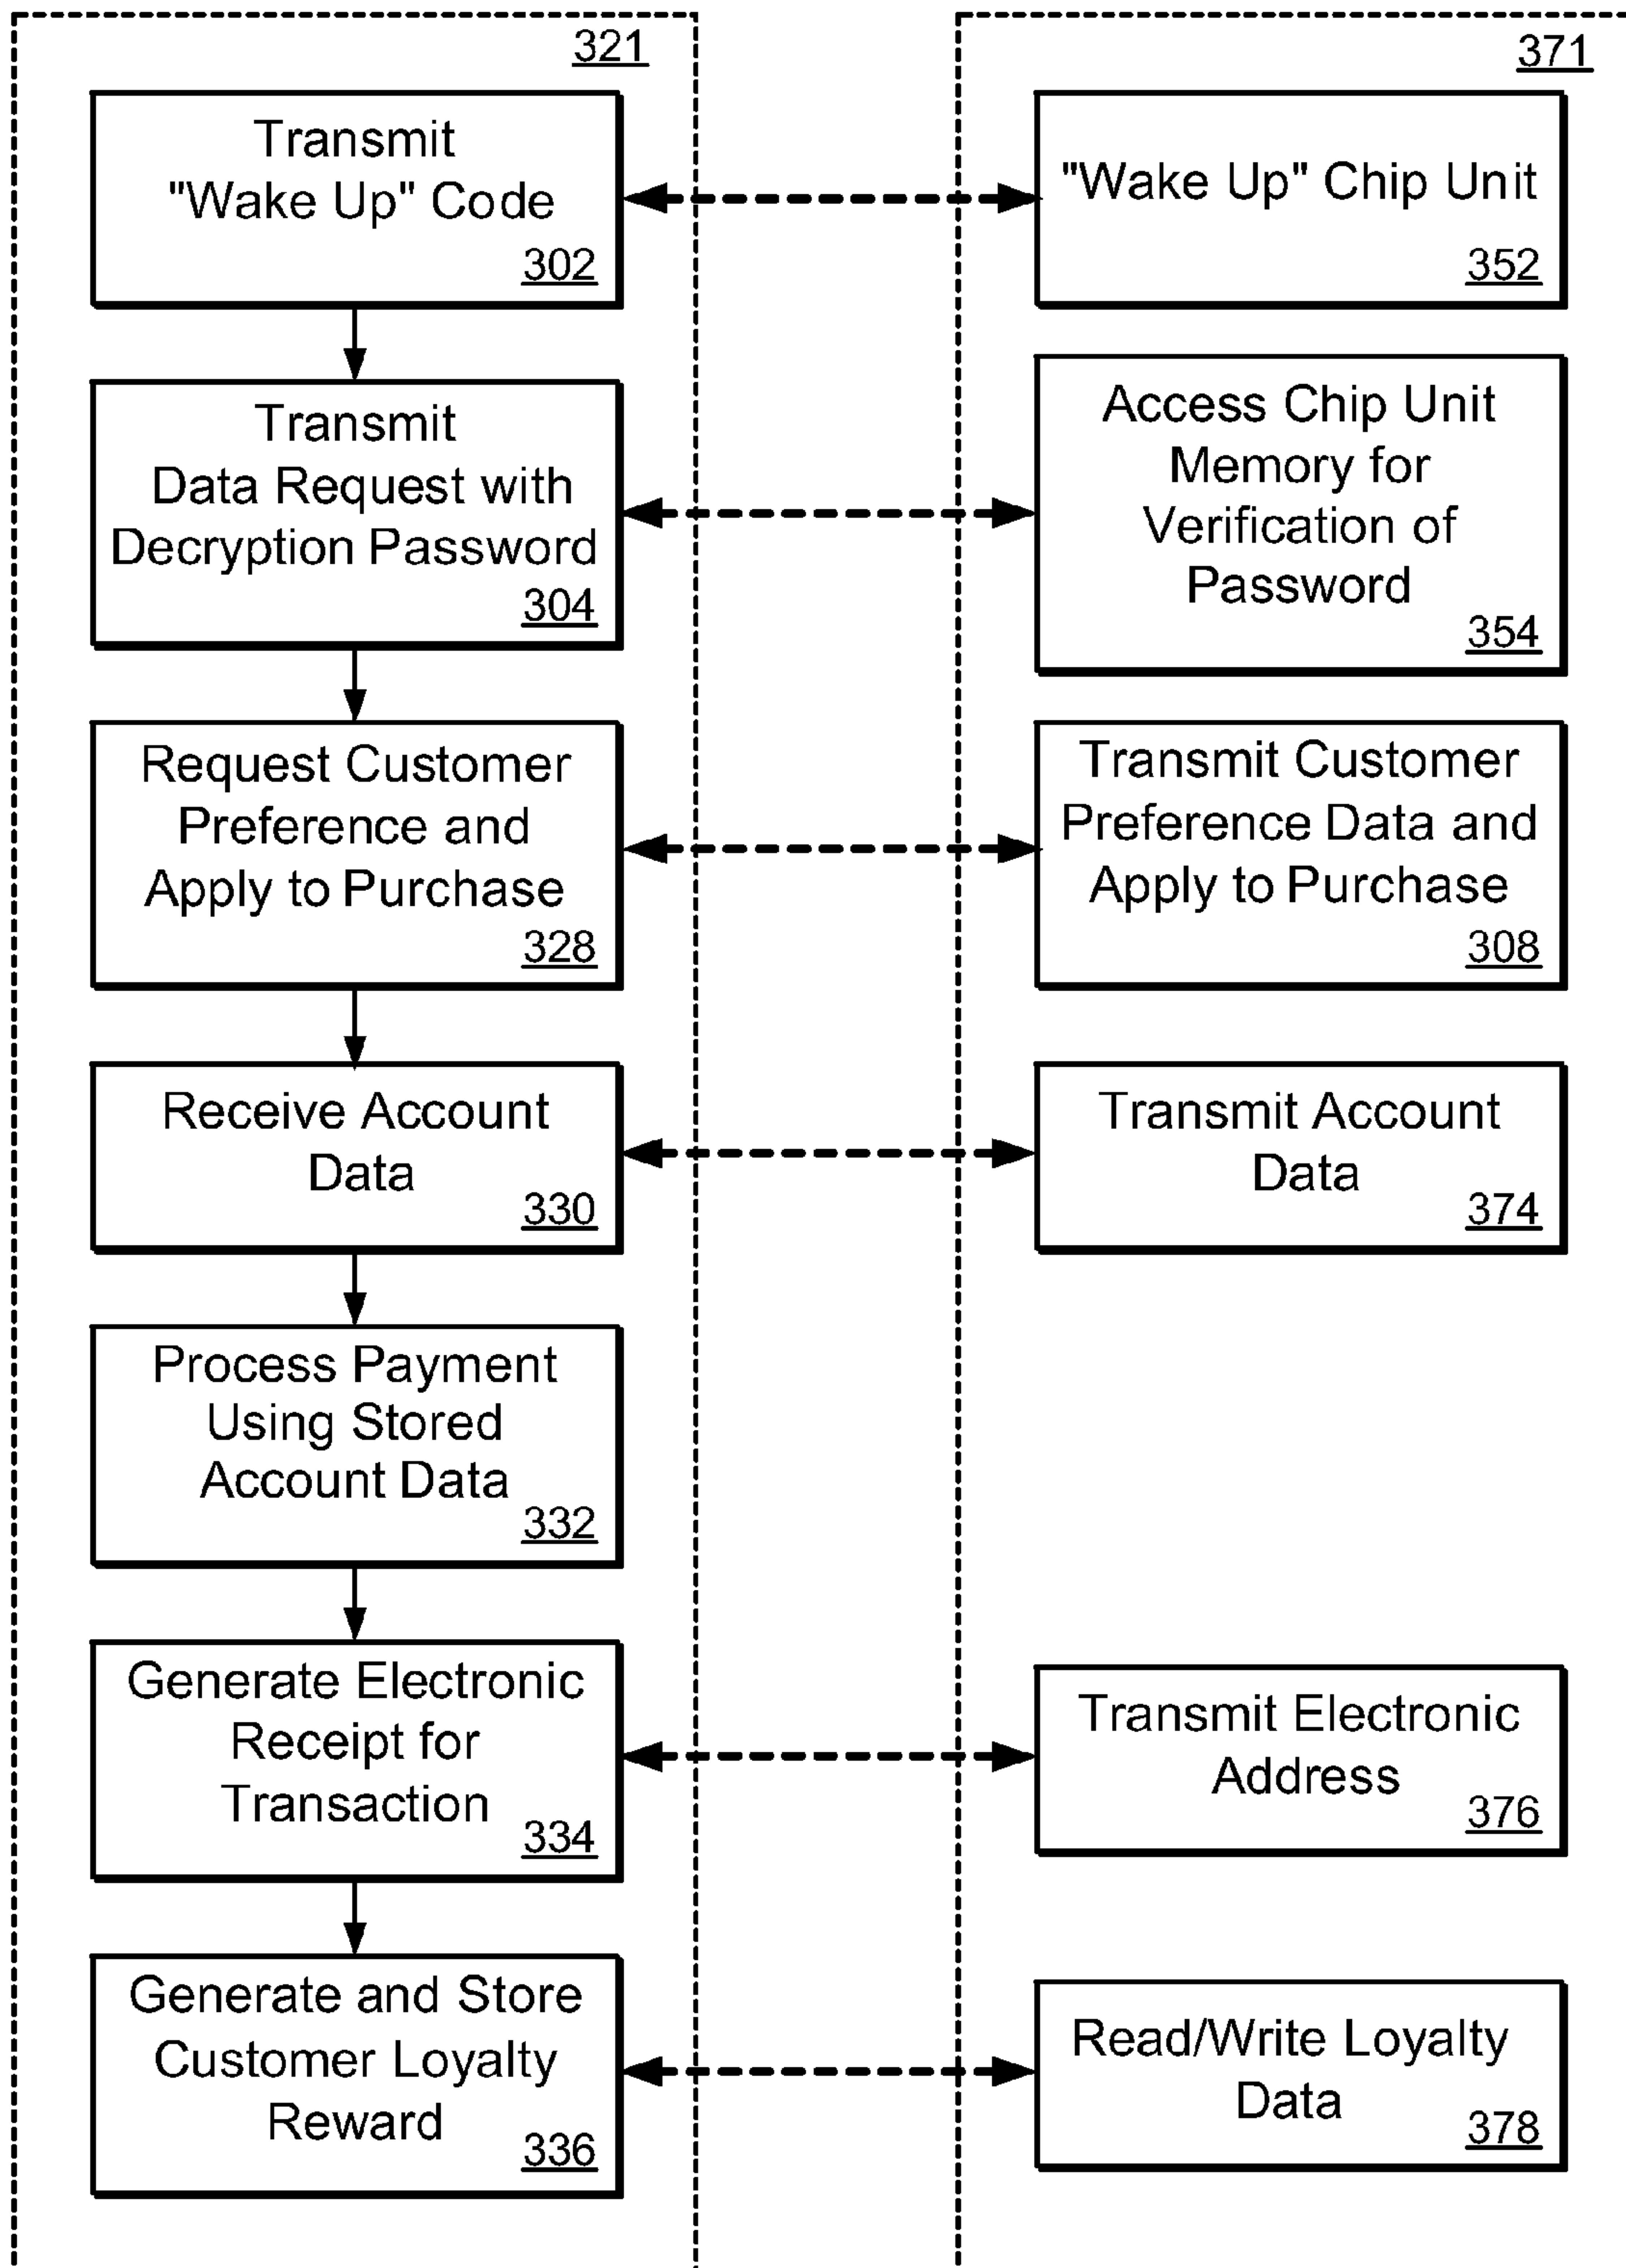 321
Transmit
"Wake Up" Code
302
Transmit
Data Request with
Decryption Password
304
Request Customer
Preference and
Apply to Purchase
328
Receive Account
Data
330
Process Payment
Using Stored
Account Data
332
Generate Electronic
Receipt for
Transaction
334
Generate and Store
Customer Loyalty
Reward
336
371
"Wake Up" Chip Unit
352
Access Chip Unit
Memory for
Verification of
Password
354
Transmit Customer
Preference Data and
Apply to Purchase
308
Transmit Account
Data
374
Transmit Electronic
Address
376
Read/Write Loyalty
Data
378